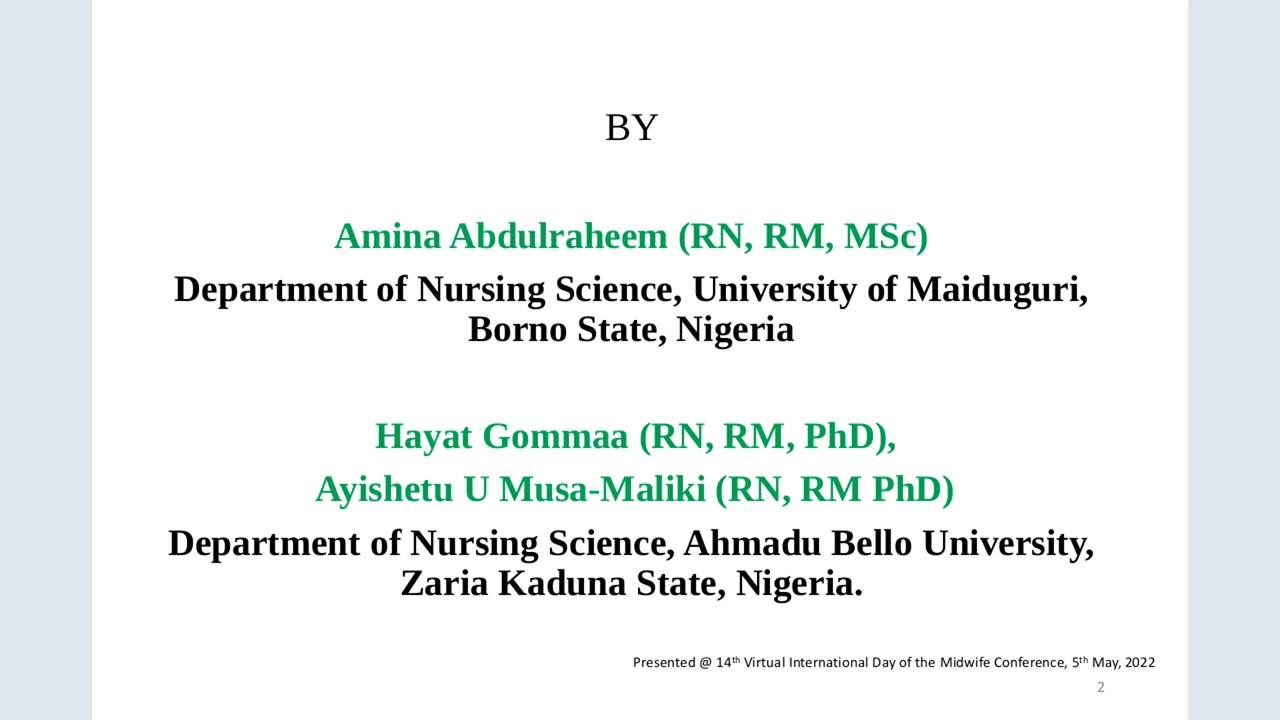 BY
Amina Abdulraheem (RN, RM, MSc)
Department of Nursing Science, University of Maiduguri,
Borno State, Nigeria
Hayat Gommaa (RN, RM, PhD),
Ayishetu U Musa-Maliki (RN, RM PhD)
Department of Nursing Science, Ahmadu Bello University,
Zaria Kaduna State, Nigeria.
Presented @ 14th Virtual International Day of the Midwife Conference, 5th May, 2022
2